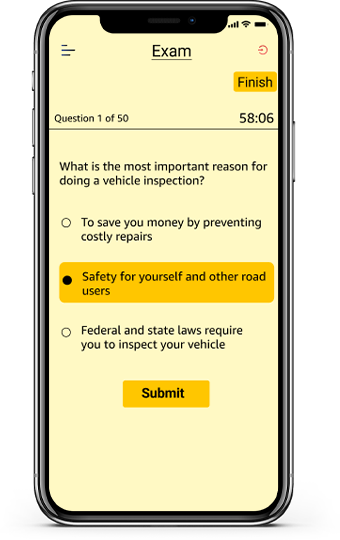 Exam
Finish
Question 1 of 50
58:06
What is the most important reason for
doing a vehicle inspection?
To save you money by preventing
costly repairs
Safety for yourself and other road
users
Federal and state laws require
you to inspect your vehicle
Submit